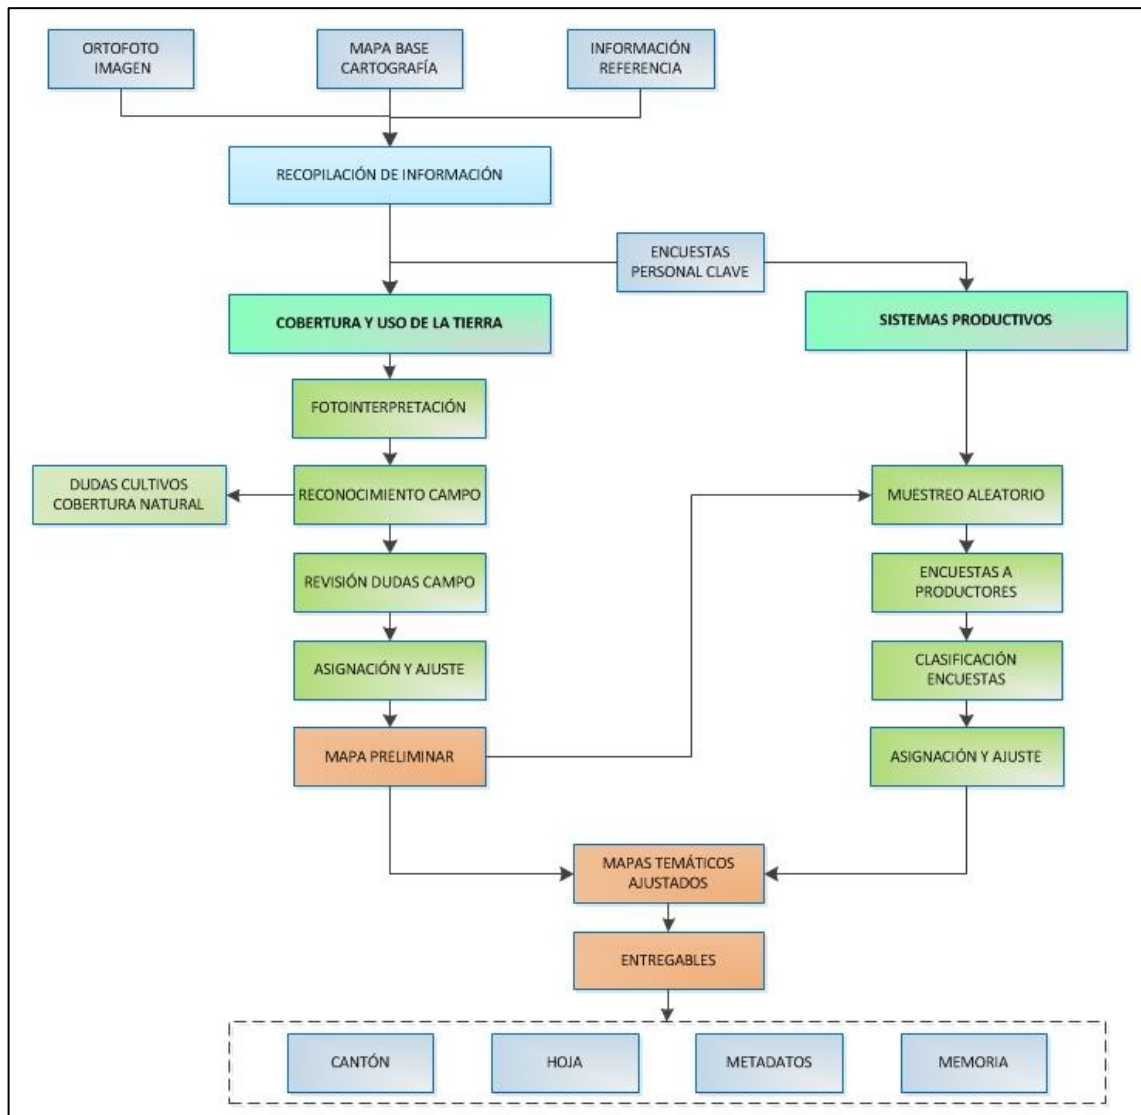 ORTOFOTO
IMAGEN
MAPA BASE
CARTOGRAFÍA
INFORMACIÓN
REFERENCIA
RECOPILACIÓN DE INFORMACIÓN
ENCUESTAS
PERSONAL CLAVE
COBERTURA Y USO DE LA TIERRA
SISTEMAS PRODUCTIVOS
FOTOINTERPRETACIÓN
DUDAS CULTIVOS
COBERTURA NATURAL
RECONOCIMIENTO CAMPO
MUESTREO ALEATORIO
REVISIÓN DUDAS CAMPO
ENCUESTAS A
PRODUCTORES
ASIGNACIÓN Y AJUSTE
CLASIFICACIÓN
ENCUESTAS
MAPA PRELIMINAR
ASIGNACIÓN Y AJUSTE
MAPAS TEMÁTICOS
AJUSTADOS
ENTREGABLES
CANTÓN
HOJA
METADATOS
MEMORIA